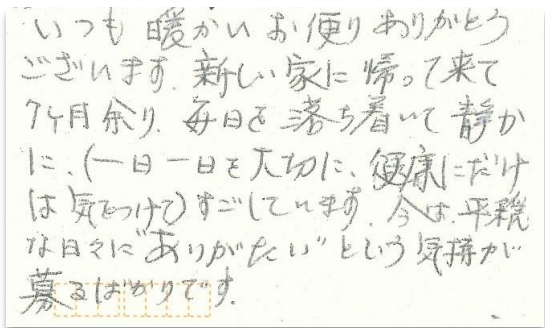 いつも暖かいお便りありがとう
ございます。新しい家に帰って来て
7ヶ月余り、毎日を落ち着いて静か
に、(一日一日を大切に、健康にだけ
は気をつけて)すごしています。今は、平穏
な日々に"ありがたい"という気持が
募るばかりです。